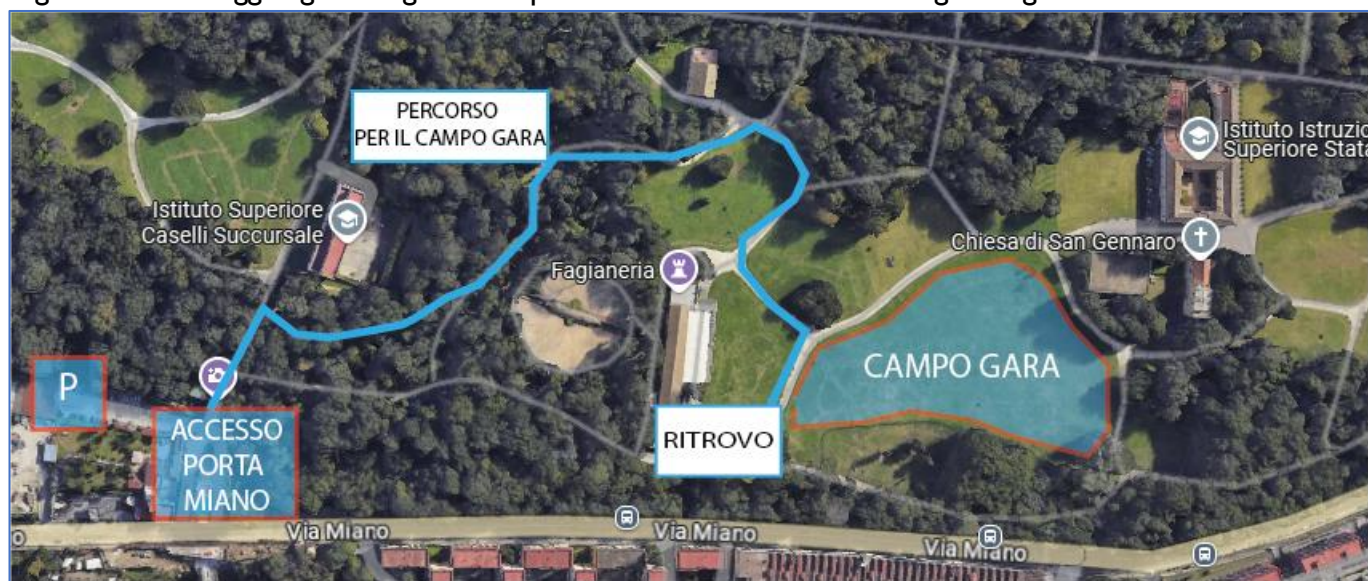 PERCORSO
PER IL CAMPO GARA
Istituto Istruzio
Superiore Stata
Istituto Superiore
Caselli Succursale
Chiesa di San Gennaro
Fagianeria
CAMPO GARA
P
ACCESSO
PORTA
MIANO
RITROVO
Via Miano
Via Miano
Via Miano